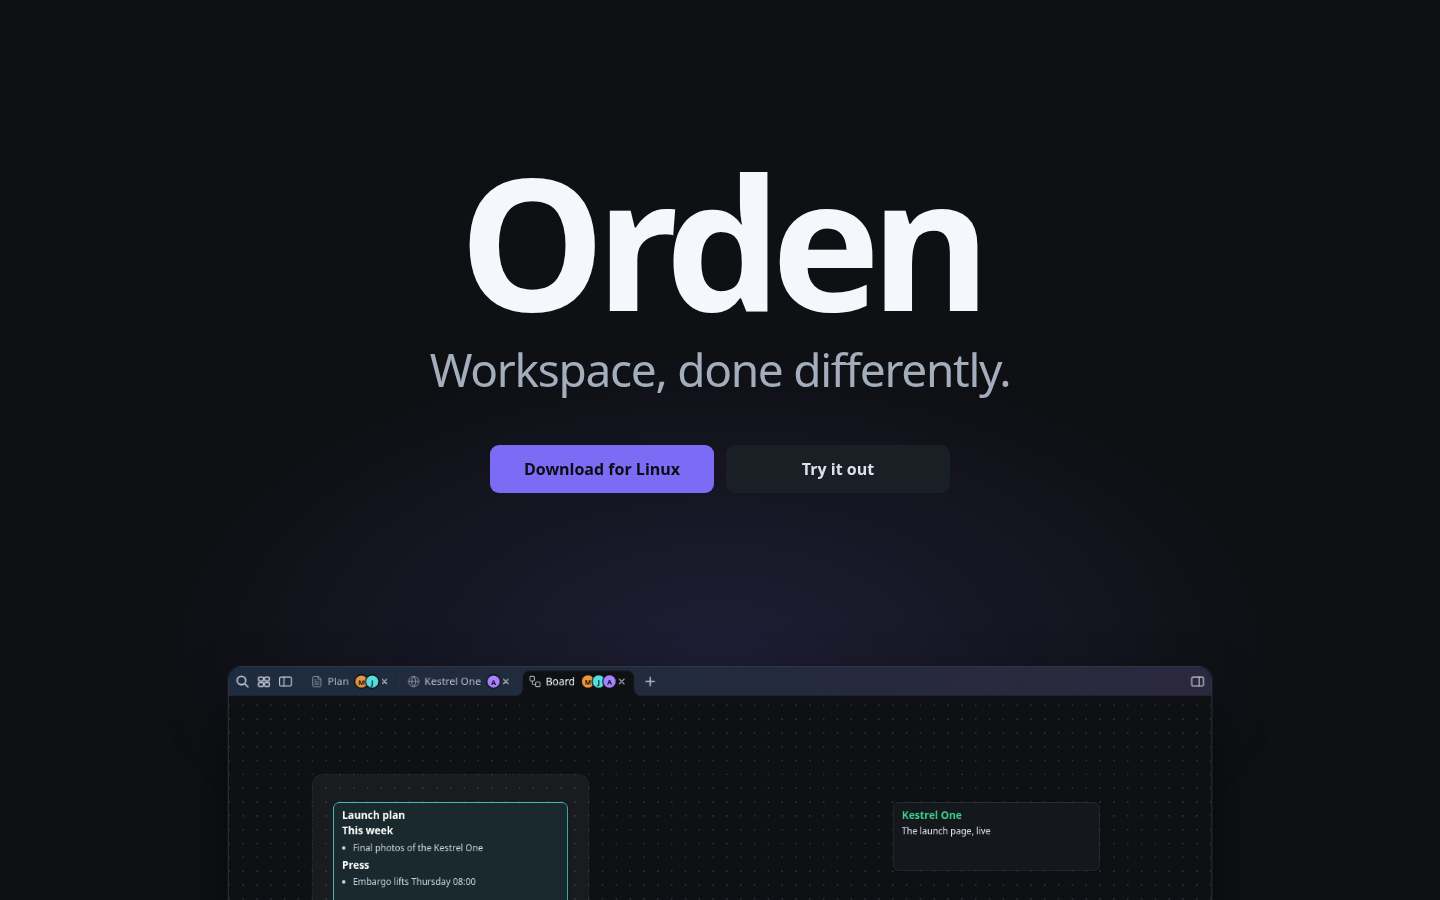 Orden
Workspace, done differently.
Download for Linux
Try it out
Plan M J
Kestrel One A
Board M J A
Launch plan
This week
• Final photos of the Kestrel One
Press
• Embargo lifts Thursday 08:00
Kestrel One
The launch page, live